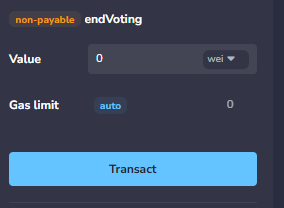 non-payable endVoting
Value 0 wei
Gas limit auto 0
Transact